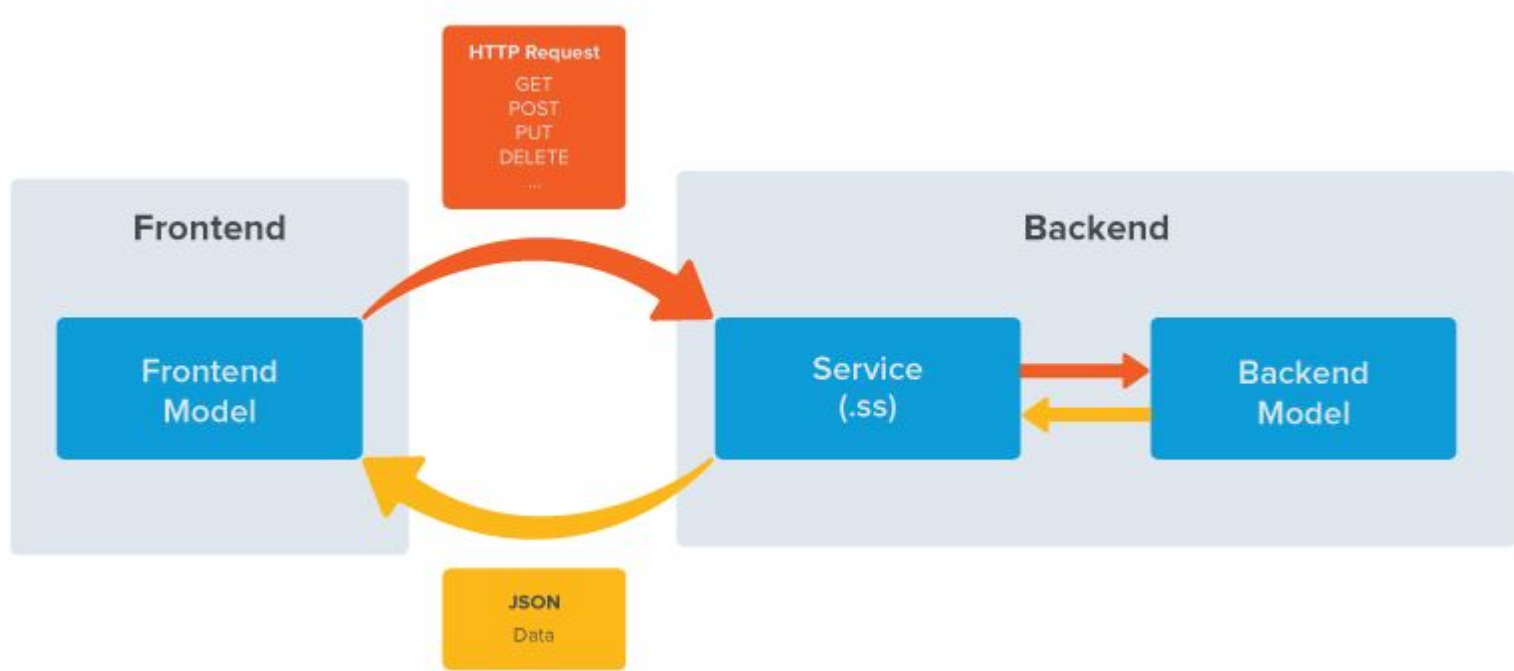 HTTP Request
GET
POST
PUT
DELETE
...
Frontend
Backend
Frontend
Model
Service
(.ss)
Backend
Model
JSON
Data